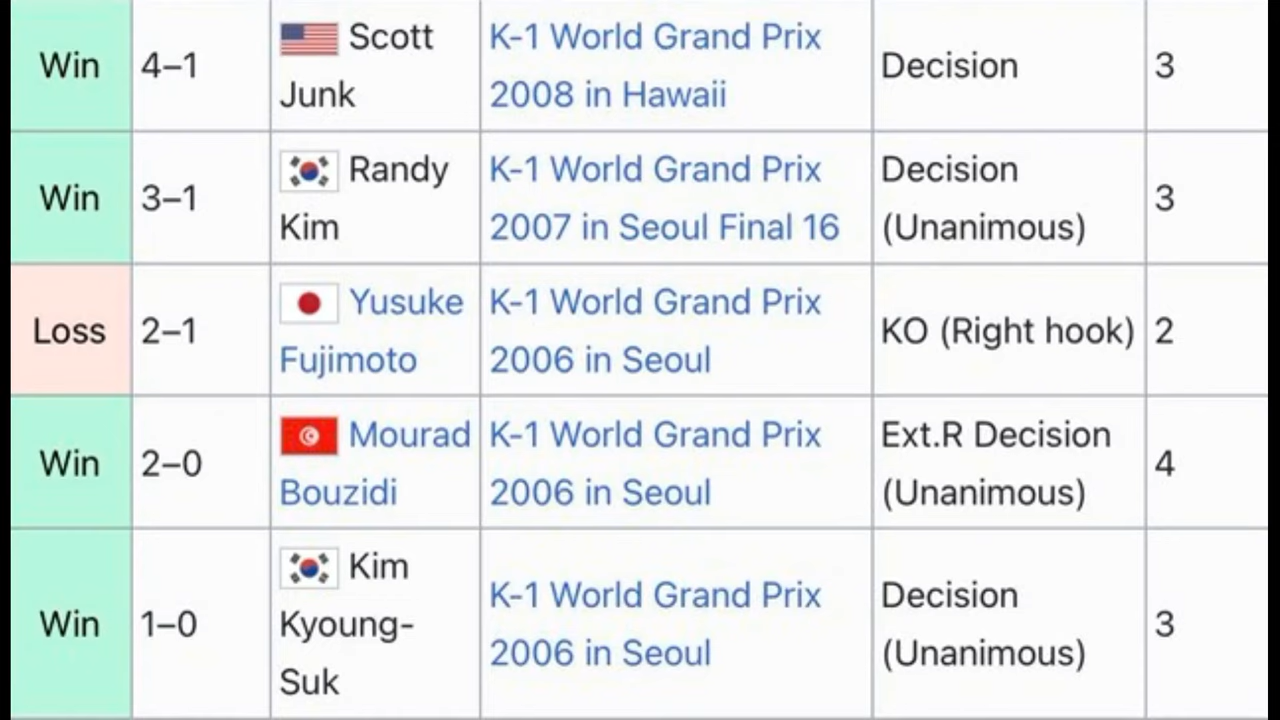 Win 4–1 Scott Junk K-1 World Grand Prix 2008 in Hawaii Decision 3
Win 3–1 Randy Kim K-1 World Grand Prix 2007 in Seoul Final 16 Decision (Unanimous) 3
Loss 2–1 Yusuke Fujimoto K-1 World Grand Prix 2006 in Seoul KO (Right hook) 2
Win 2–0 Mourad Bouzidi K-1 World Grand Prix 2006 in Seoul Ext.R Decision (Unanimous) 4
Win 1–0 Kim Kyoung-Suk K-1 World Grand Prix 2006 in Seoul Decision (Unanimous) 3